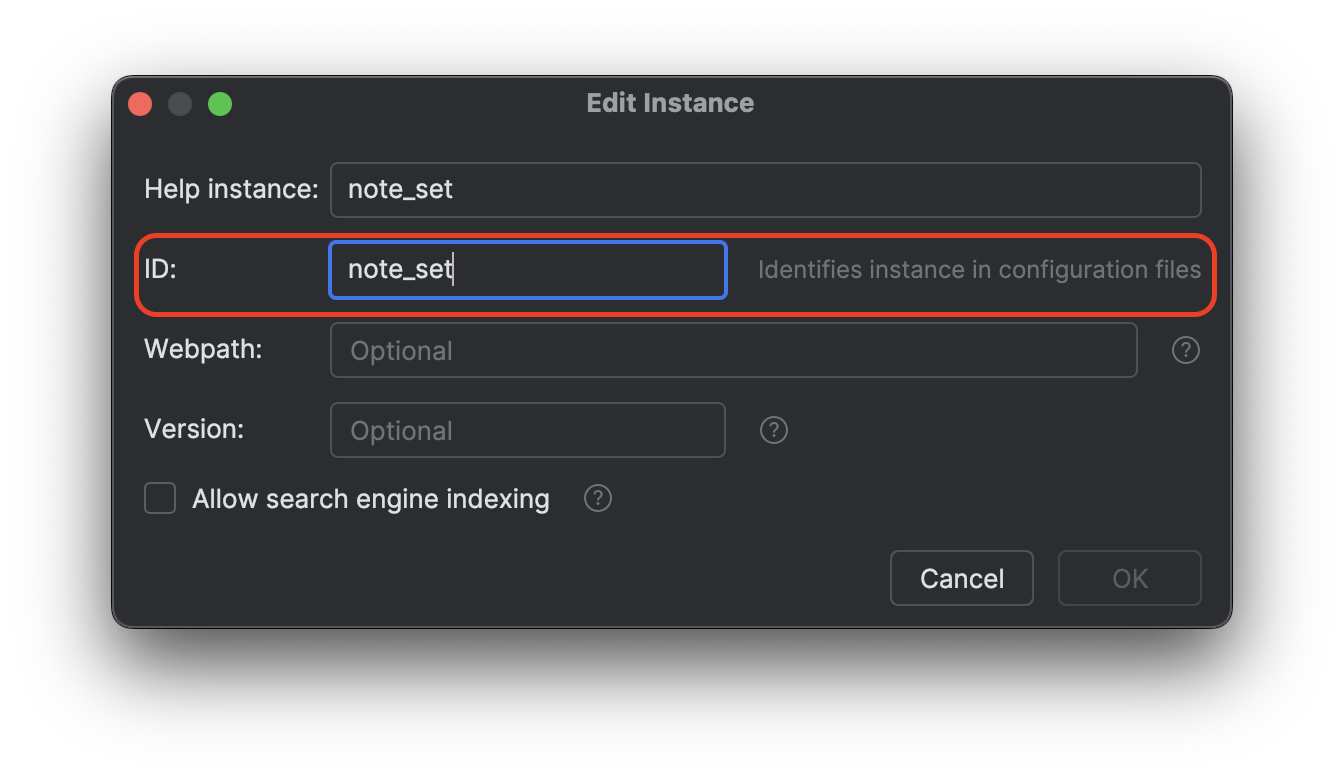 Edit Instance
Help instance: note_set
ID: note_set Identifies instance in configuration files
Webpath: Optional ?
Version: Optional ?
Allow search engine indexing ?
Cancel OK